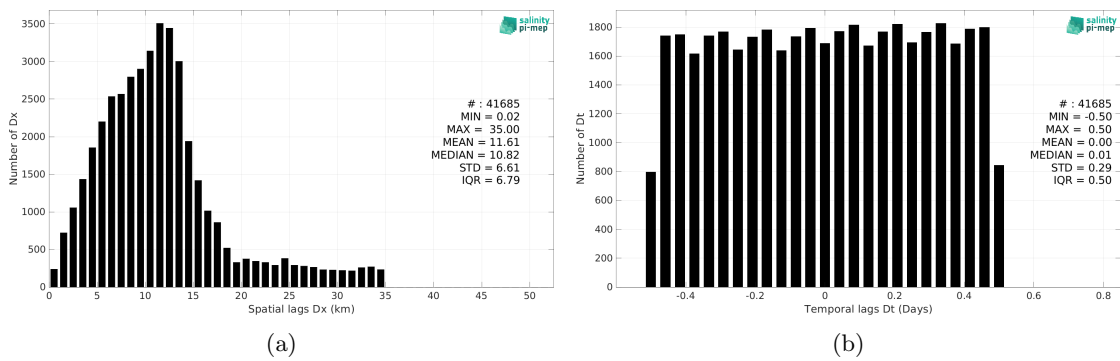 3500
3000
2500
2000
1500
1000
500
0
Number of Dx
0 5 10 15 20 25 30 35 40 45 50
Spatial lags Dx (km)
salinity
pi-mep
# : 41685
MIN = 0.02
MAX = 35.00
MEAN = 11.61
MEDIAN = 10.82
STD = 6.61
IQR = 6.79
(a)
1800
1600
1400
1200
1000
800
600
400
200
0
Number of Dt
-0.4 -0.2 0 0.2 0.4 0.6 0.8
Temporal lags Dt (Days)
salinity
pi-mep
# : 41685
MIN = -0.50
MAX = 0.50
MEAN = 0.00
MEDIAN = 0.01
STD = 0.29
IQR = 0.50
(b)